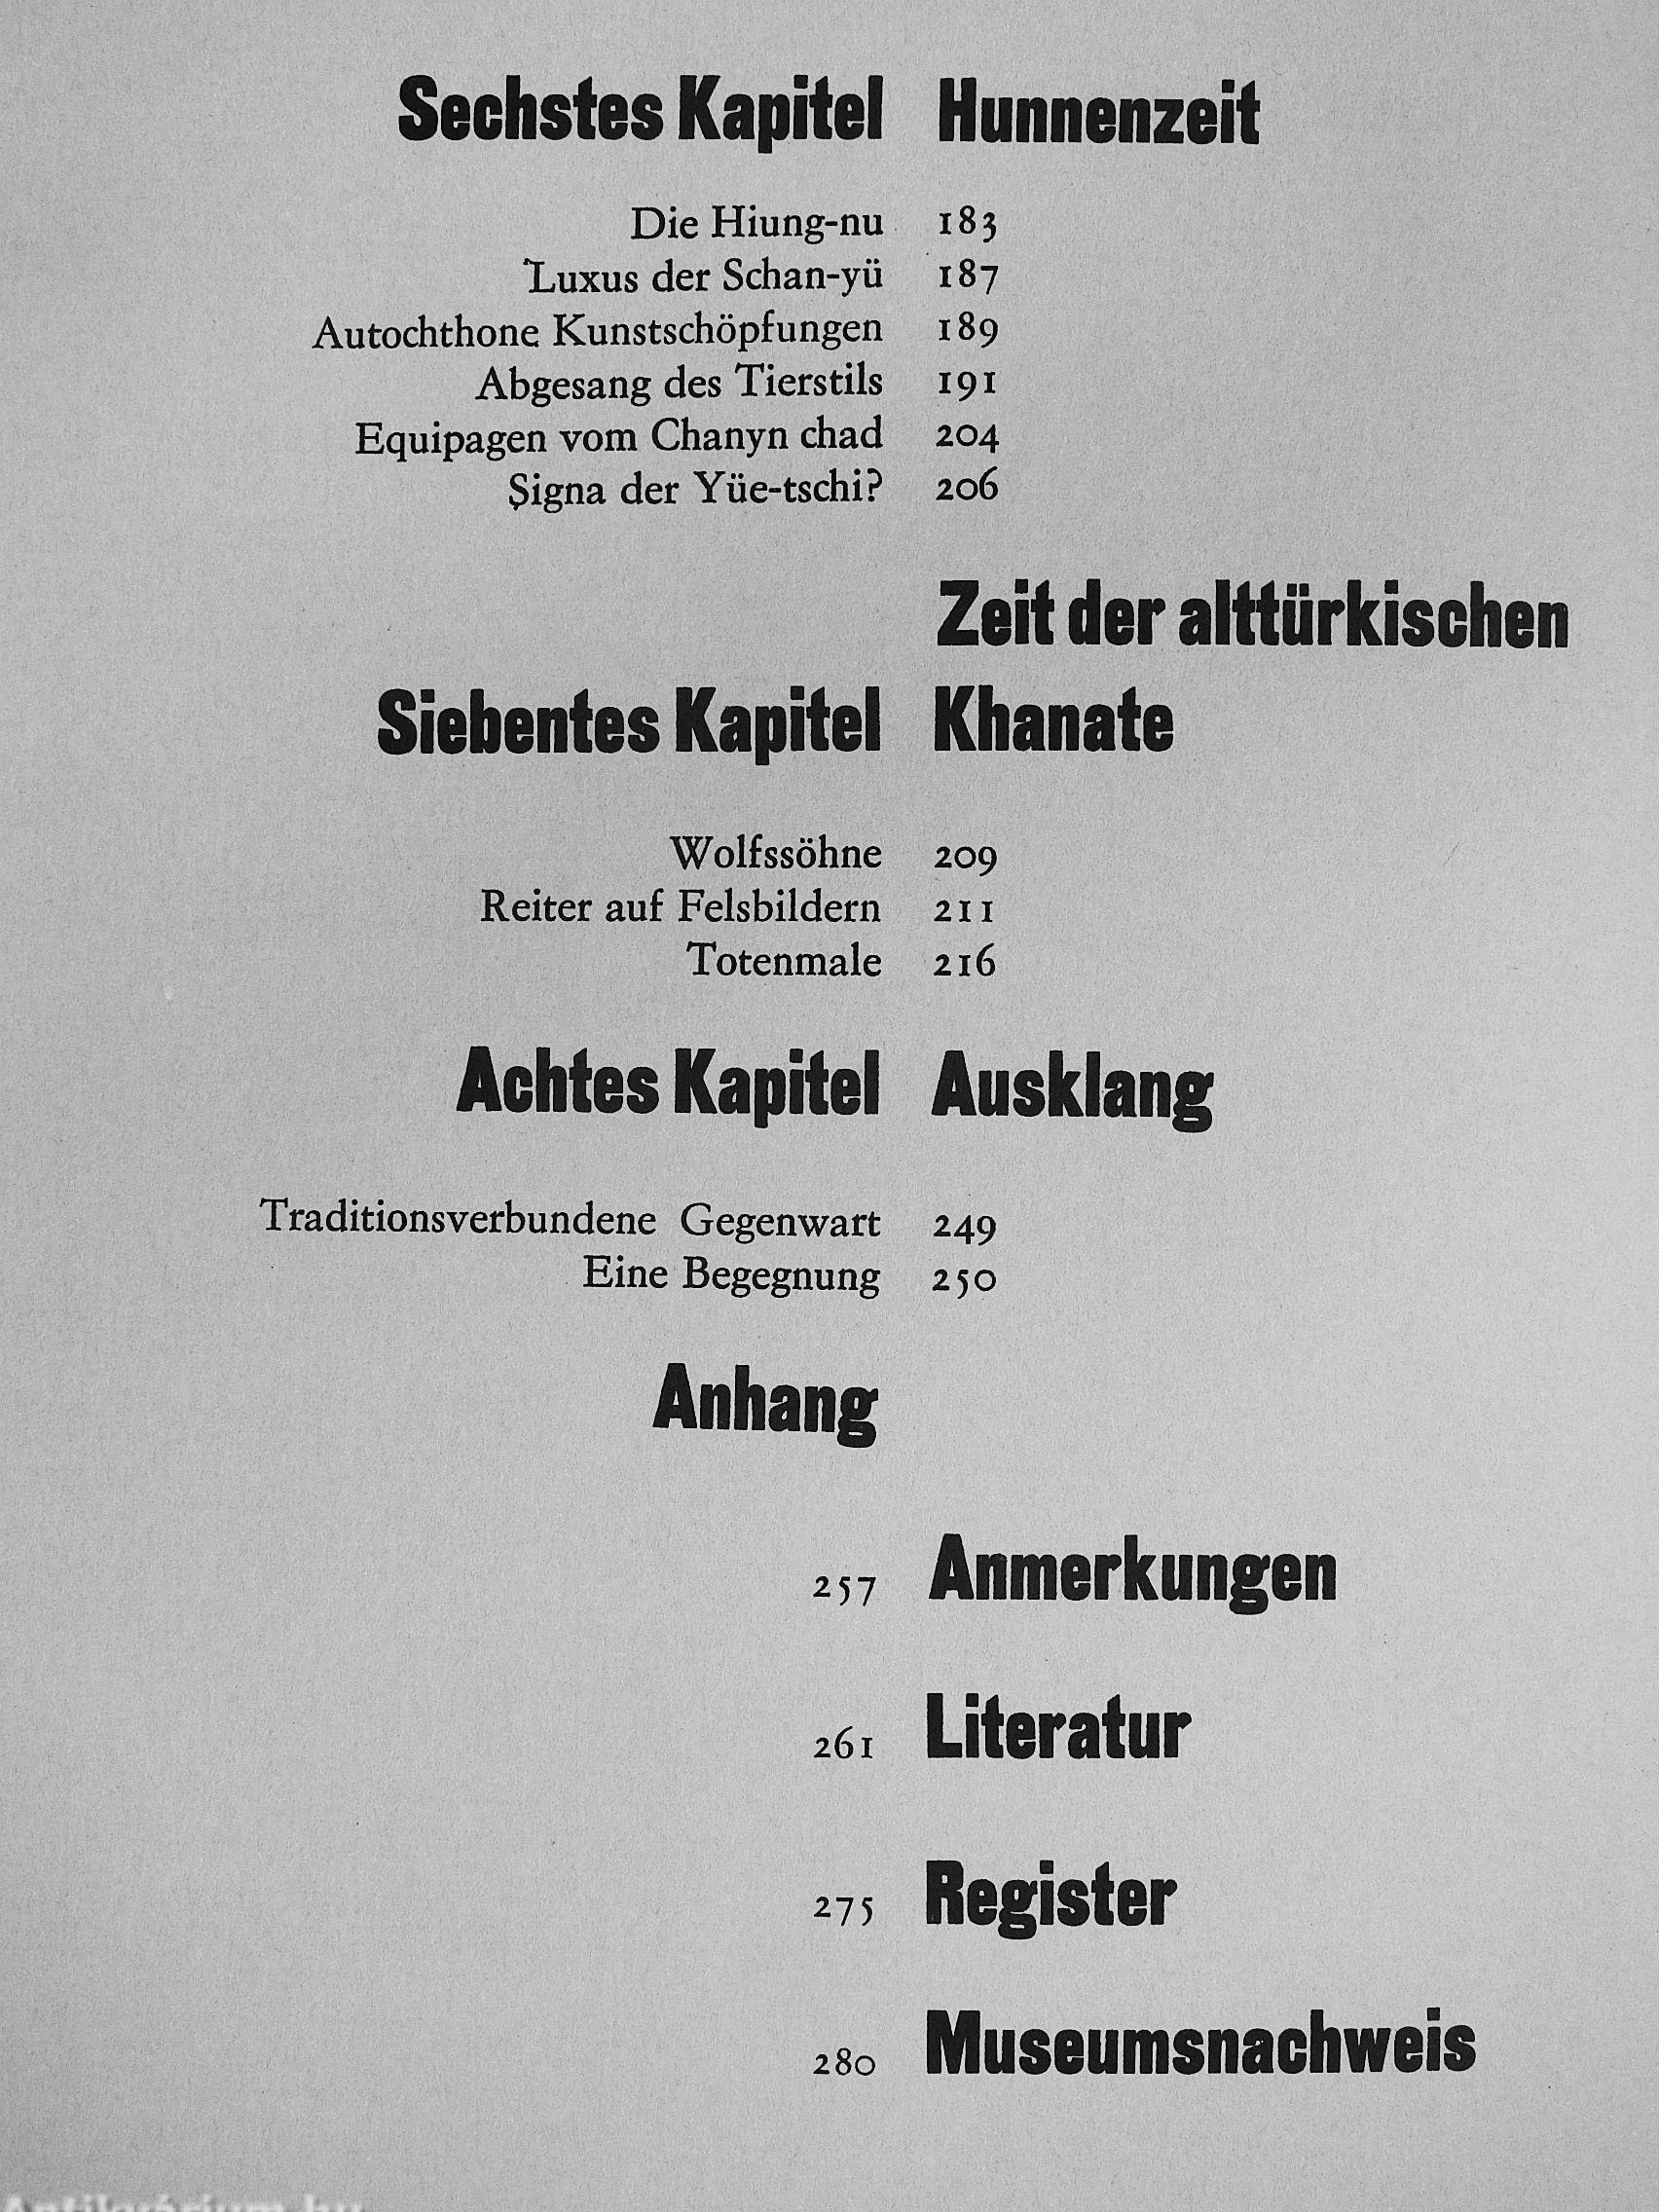 Sechstes Kapitel Hunnenzeit
Die Hiung-nu 183
Luxus der Schan-yü 187
Autochthone Kunstschöpfungen 189
Abgesang des Tierstils 191
Equipagen vom Chanyn chad 204
Signa der Yüe-tschi? 206
Zeit der alttürkischen
Siebentes Kapitel Khanate
Wolfssöhne 209
Reiter auf Felsbildern 211
Totenmale 216
Achtes Kapitel Ausklang
Traditionsverbundene Gegenwart 249
Eine Begegnung 250
Anhang
257 Anmerkungen
261 Literatur
275 Register
280 Museumsnachweis